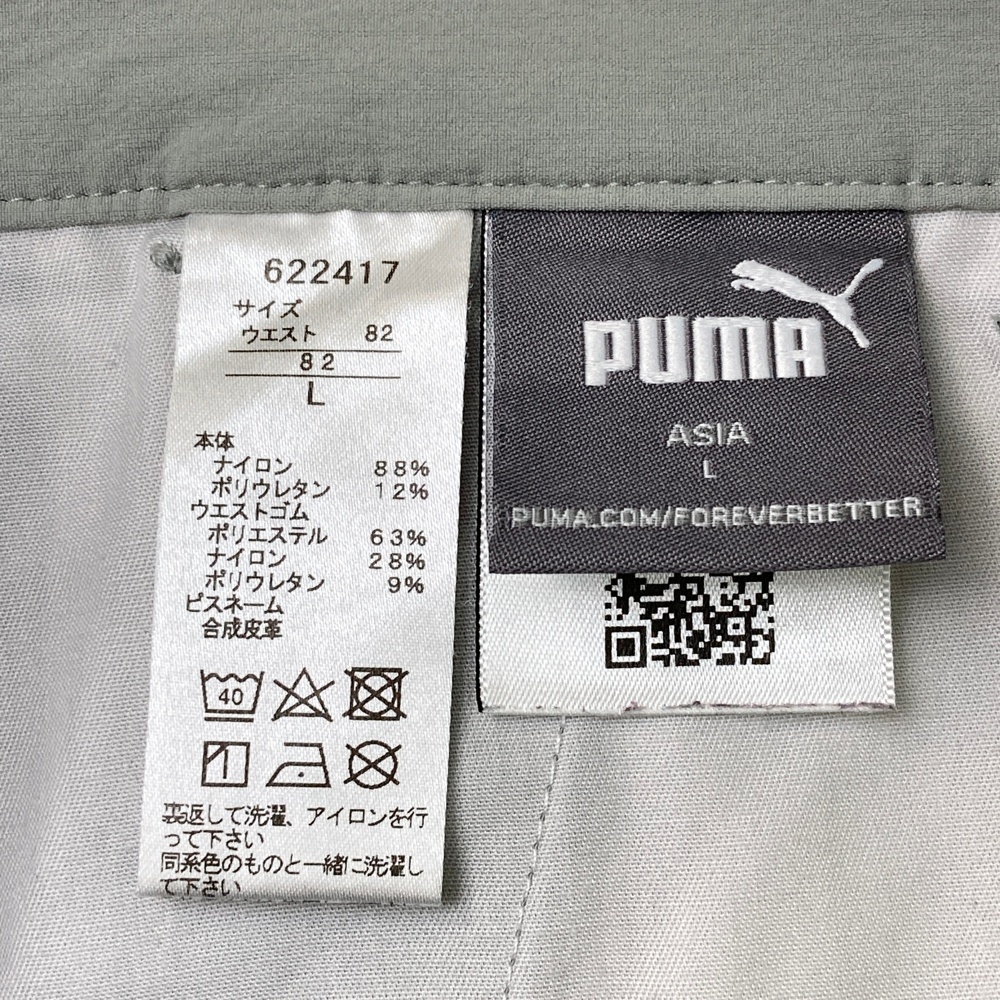 622417
サイズ
ウエスト 82
82
L
本体
ナイロン 88%
ポリウレタン 12%
ウエストゴム
ポリエステル 63%
ナイロン 28%
ポリウレタン 9%
ピスネーム
合成皮革
40
裏返して洗濯、アイロンを行
って下さい
同系色のものと一緒に洗濯し
て下さい
PUMA
ASIA
L
PUMA.COM/FOREVERBETTER